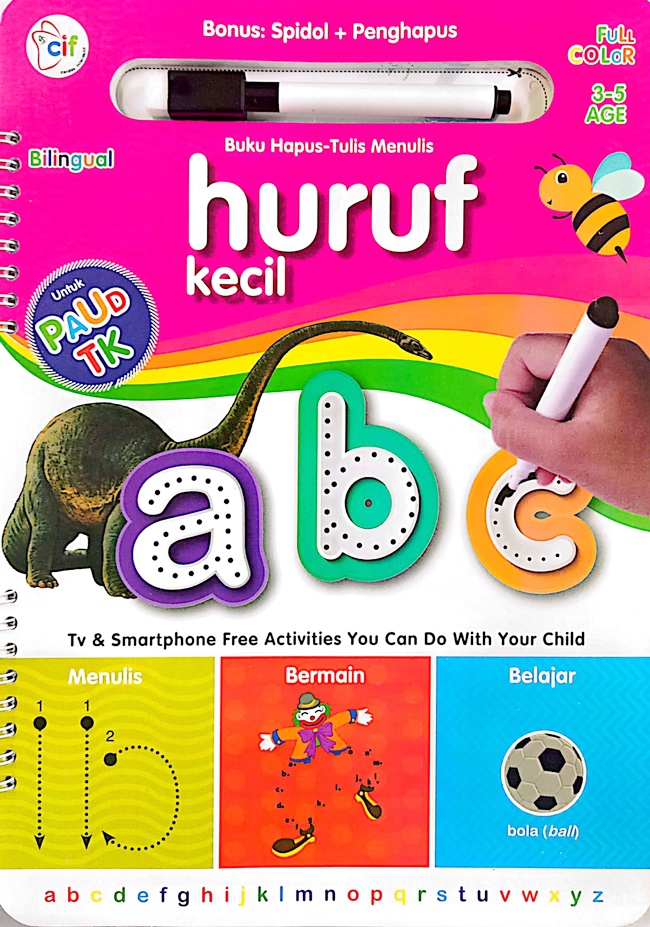 cif
Bonus: Spidol + Penghapus
FULL
COLOR
3-5
AGE
Bilingual
Buku Hapus-Tulis Menulis
huruf
kecil
Untuk
PAUD
TK
a b c
Tv & Smartphone Free Activities You Can Do With Your Child
Menulis
Bermain
Belajar
1 1
2
bola (ball)
a b c d e f g h i j k l m n o p q r s t u v w x y z